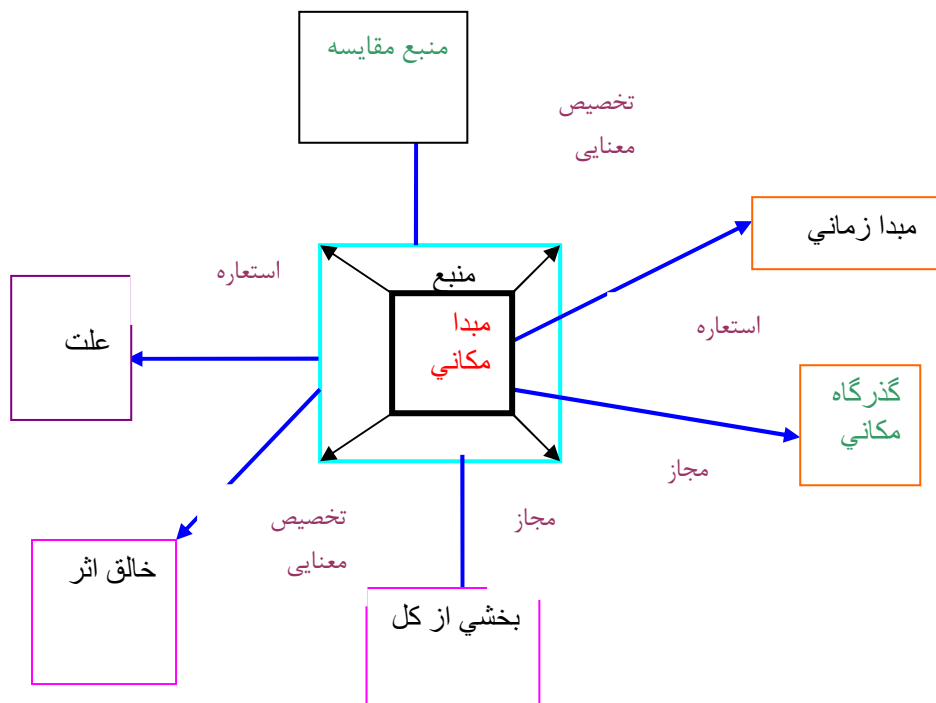 منبع مقایسه
تخصیص
معنایی
مبدا زماني
استعاره
منبع
استعاره
مبدا
مكاني
علت
گذرگاه
مكاني
مجاز
تخصیص
معنایی
مجاز
خالق اثر
بخشي از كل